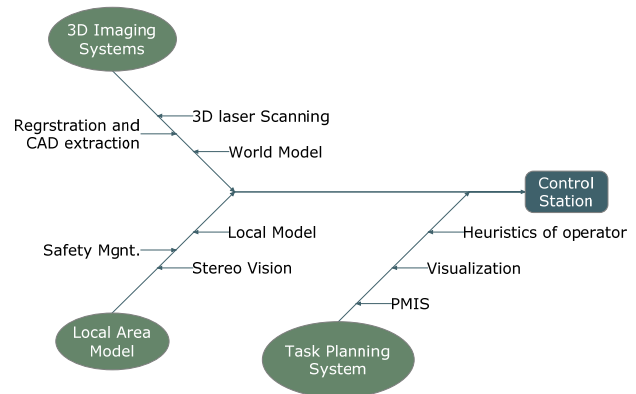 3D Imaging
Systems
3D laser Scanning
Regrstration and
CAD extraction
World Model
Control
Station
Local Model
Heuristics of operator
Safety Mgnt.
Stereo Vision
Visualization
PMIS
Local Area
Model
Task Planning
System